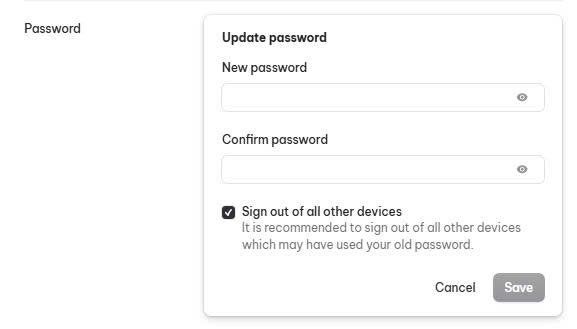 Password
Update password
New password
Confirm password
Sign out of all other devices
It is recommended to sign out of all other devices
which may have used your old password.
Cancel Save